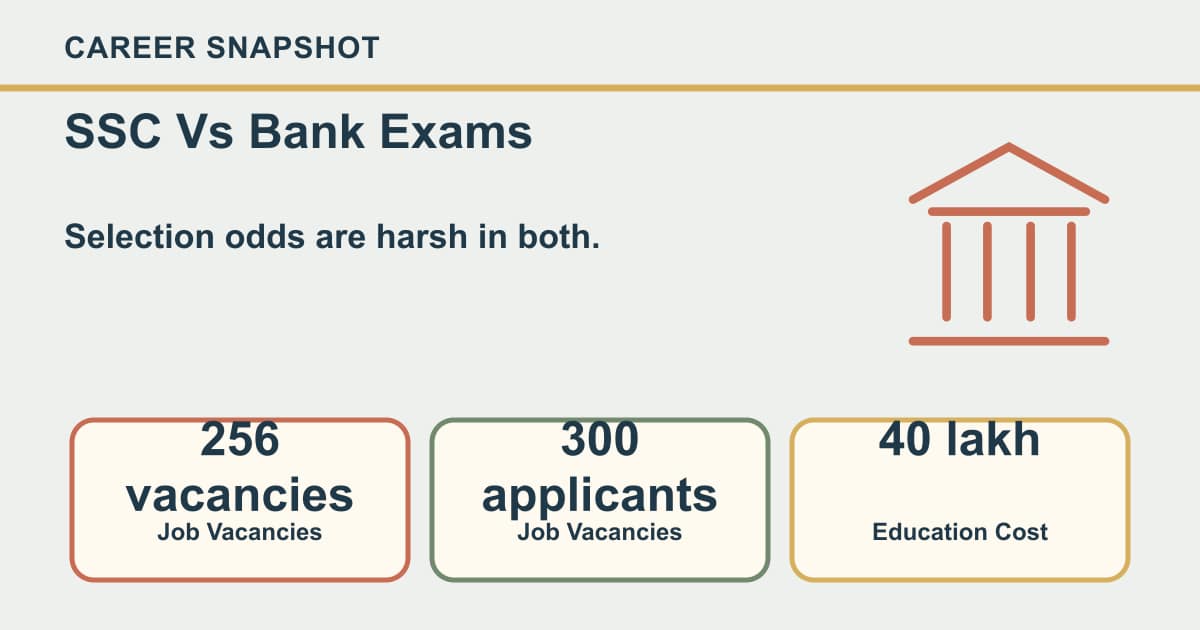 CAREER SNAPSHOT
SSC Vs Bank Exams
Selection odds are harsh in both.
256
vacancies
Job Vacancies
300
applicants
Job Vacancies
40 lakh
Education Cost